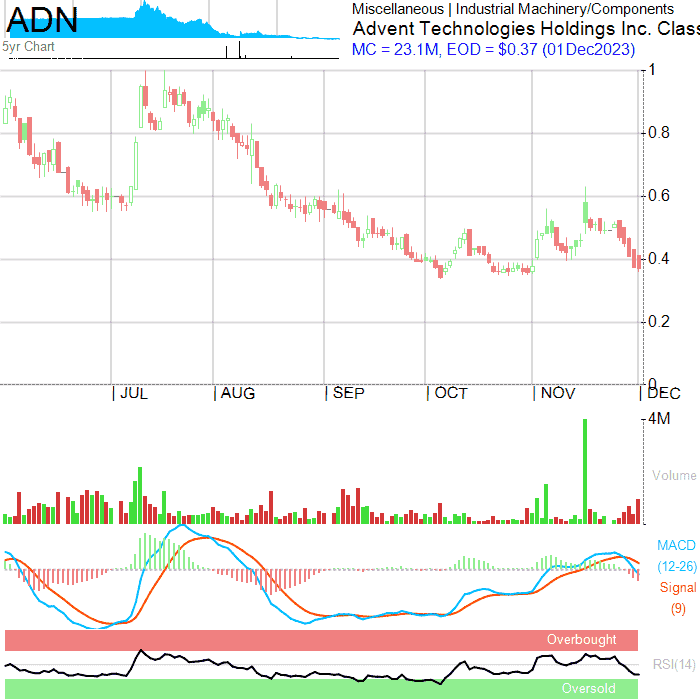 ADN
Miscellaneous | Industrial Machinery/Components
Advent Technologies Holdings Inc. Clas
5yr Chart
MC = 23.1M, EOD = $0.37 (01Dec2023)
1
0.8
0.6
0.4
0.2
0
JUL AUG SEP OCT NOV DEC
4M
Volume
MACD
(12-26)
Signal
(9)
Overbought
RSI(14)
Oversold